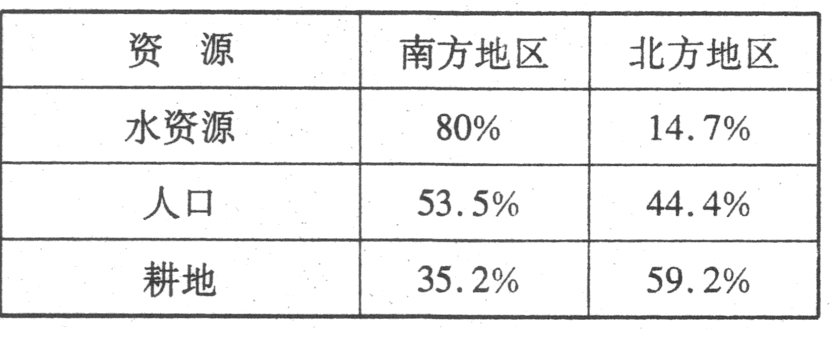 资 源 南方地区 北方地区
水资源 80% 14.7%
人口 53.5% 44.4%
耕地 35.2% 59.2%